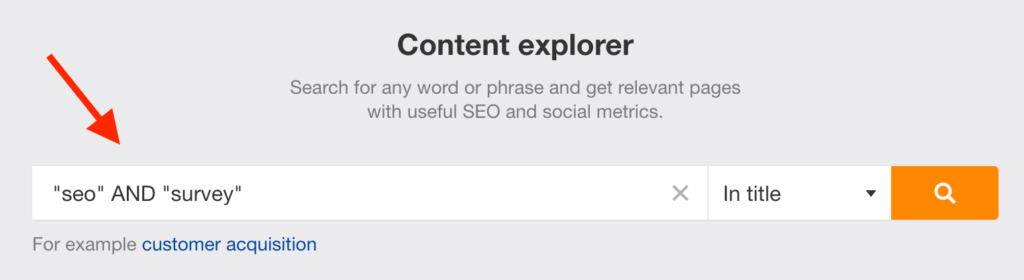 Content explorer
Search for any word or phrase and get relevant pages
with useful SEO and social metrics.
"seo" AND "survey"
In title
For example customer acquisition